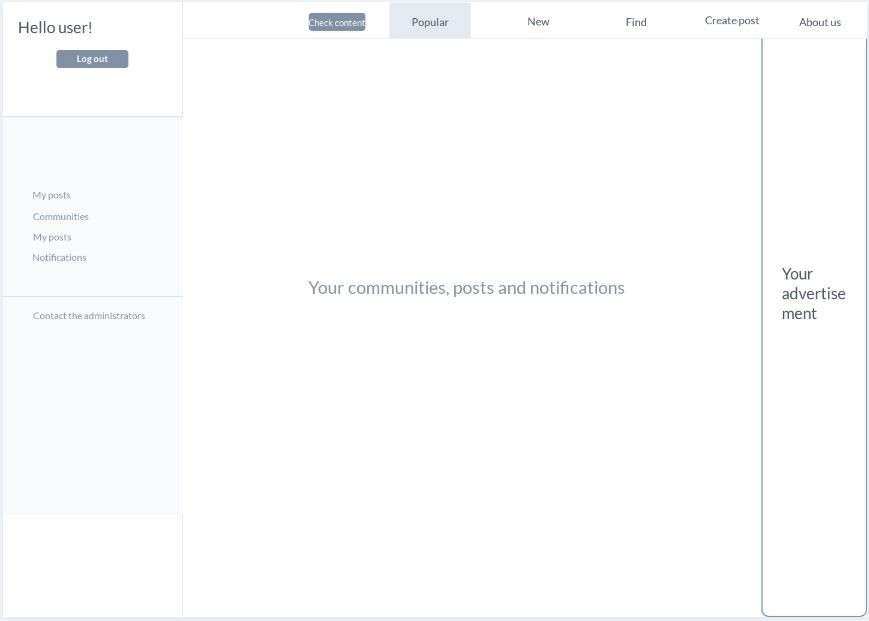 Hello user!
Log out
Check content
Popular
New
Find
Create post
About us
My posts
Communities
My posts
Notifications
Contact the administrators
Your communities, posts and notifications
Your
advertise
ment